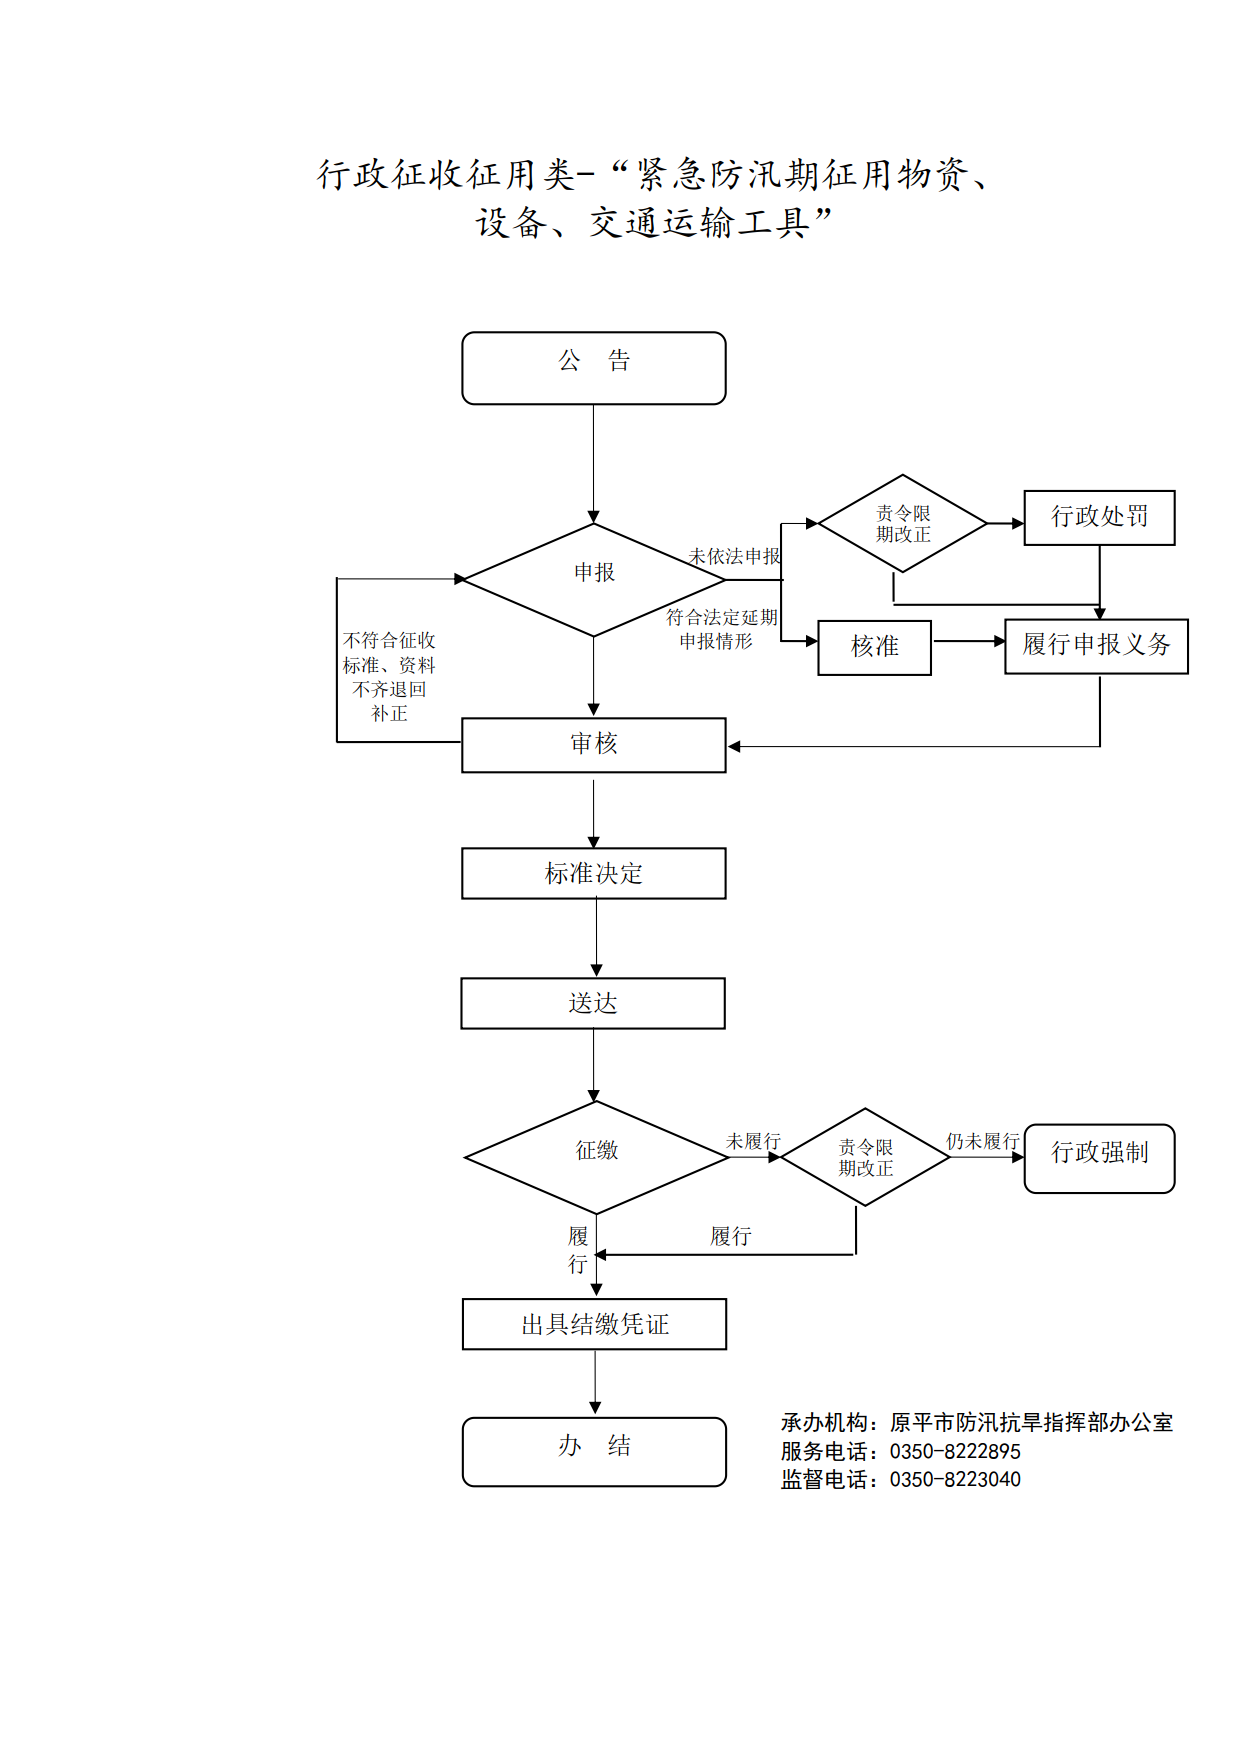 行政征收征用类-“紧急防汛期征用物资、
设备、交通运输工具”
公 告
责令限
期改正
行政处罚
未依法申报
申报
符合法定延期
申报情形
核准
履行申报义务
不符合征收
标准、资料
不齐退回
补正
审核
标准决定
送达
征缴
未履行
责令限
期改正
仍未履行
行政强制
履
行
履行
出具结缴凭证
办 结
承办机构：原平市防汛抗旱指挥部办公室
服务电话：0350-8222895
监督电话：0350-8223040